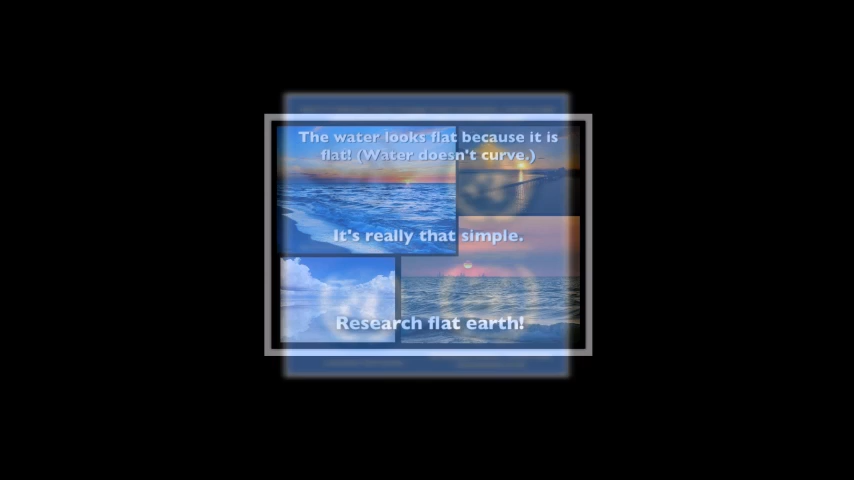 The water looks flat because it is
flat! (Water doesn't curve.)
It's really that simple.
Research flat earth!